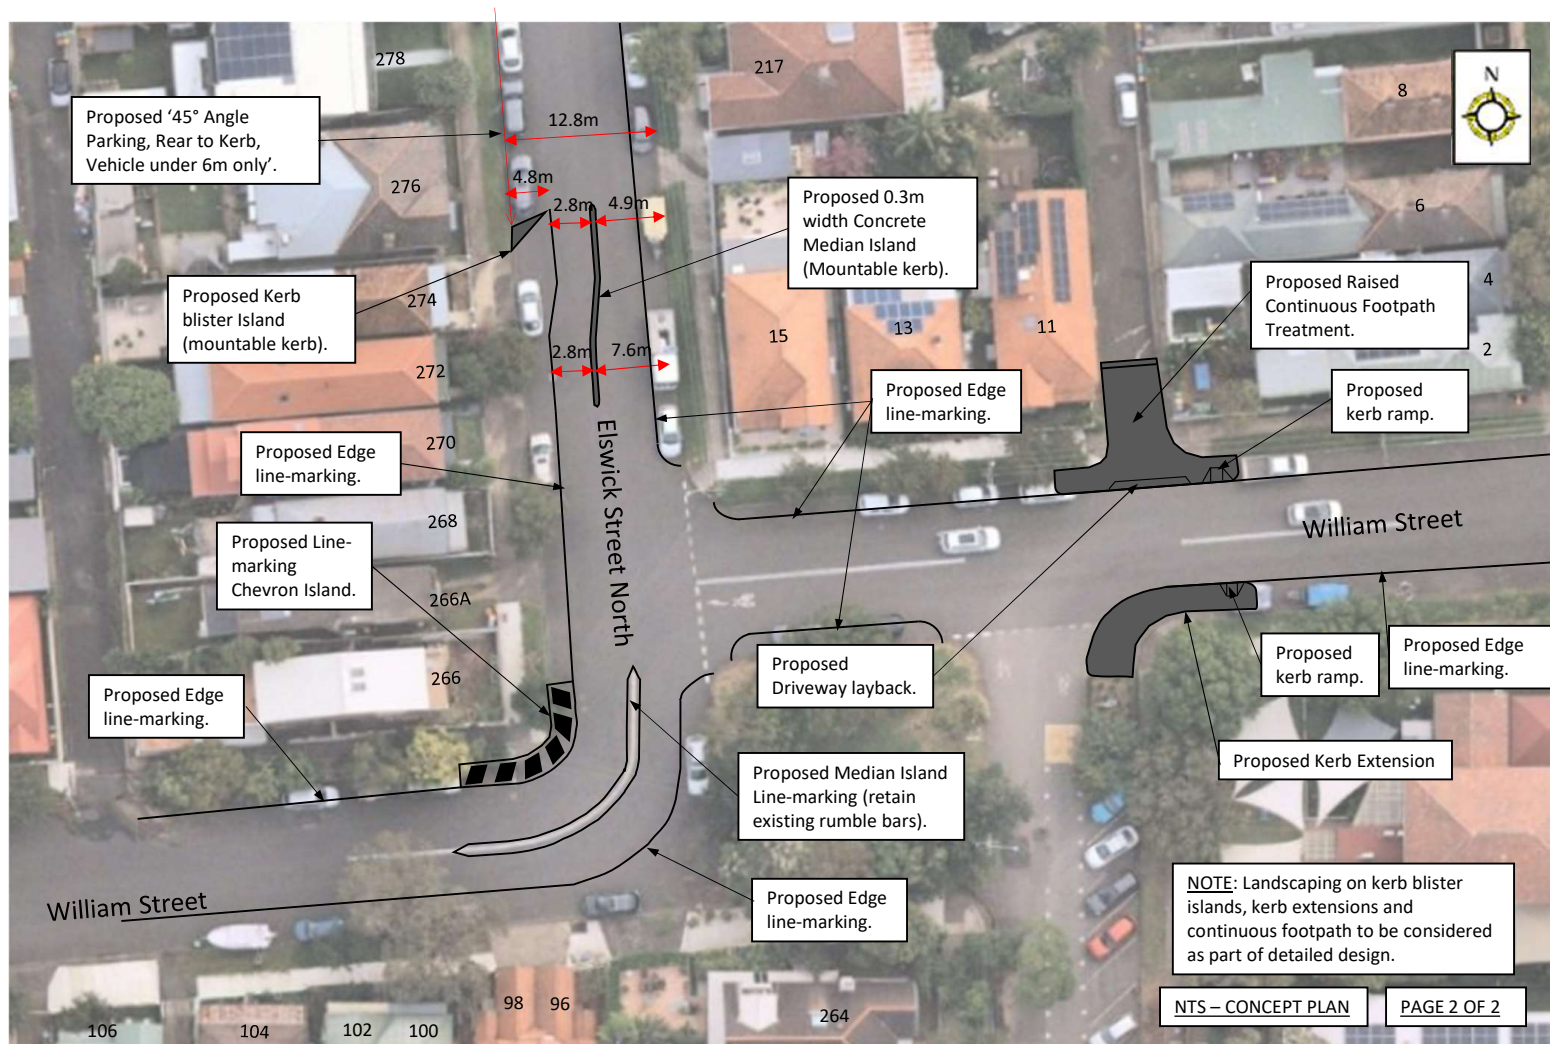 278
217
N
8
Proposed ‘45° Angle
Parking, Rear to Kerb,
Vehicle under 6m only’.
12.8m
276
4.8m
2.8m
4.9m
Proposed 0.3m
width Concrete
Median Island
(Mountable kerb).
6
Proposed Kerb
blister Island
(mountable kerb).
274
15
13
11
Proposed Raised
Continuous Footpath
Treatment.
4
2
272
2.8m
7.6m
Proposed Edge
line-marking.
Proposed
kerb ramp.
Proposed Edge
line-marking.
270
Elswick Street North
William Street
268
Proposed Line-
marking
Chevron Island.
266A
266
Proposed
Driveway layback.
Proposed
kerb ramp.
Proposed Edge
line-marking.
Proposed Edge
line-marking.
Proposed Kerb Extension
Proposed Median Island
Line-marking (retain
existing rumble bars).
William Street
Proposed Edge
line-marking.
NOTE: Landscaping on kerb blister
islands, kerb extensions and
continuous footpath to be considered
as part of detailed design.
NTS – CONCEPT PLAN
PAGE 2 OF 2
106
104
102
100
98
96
264